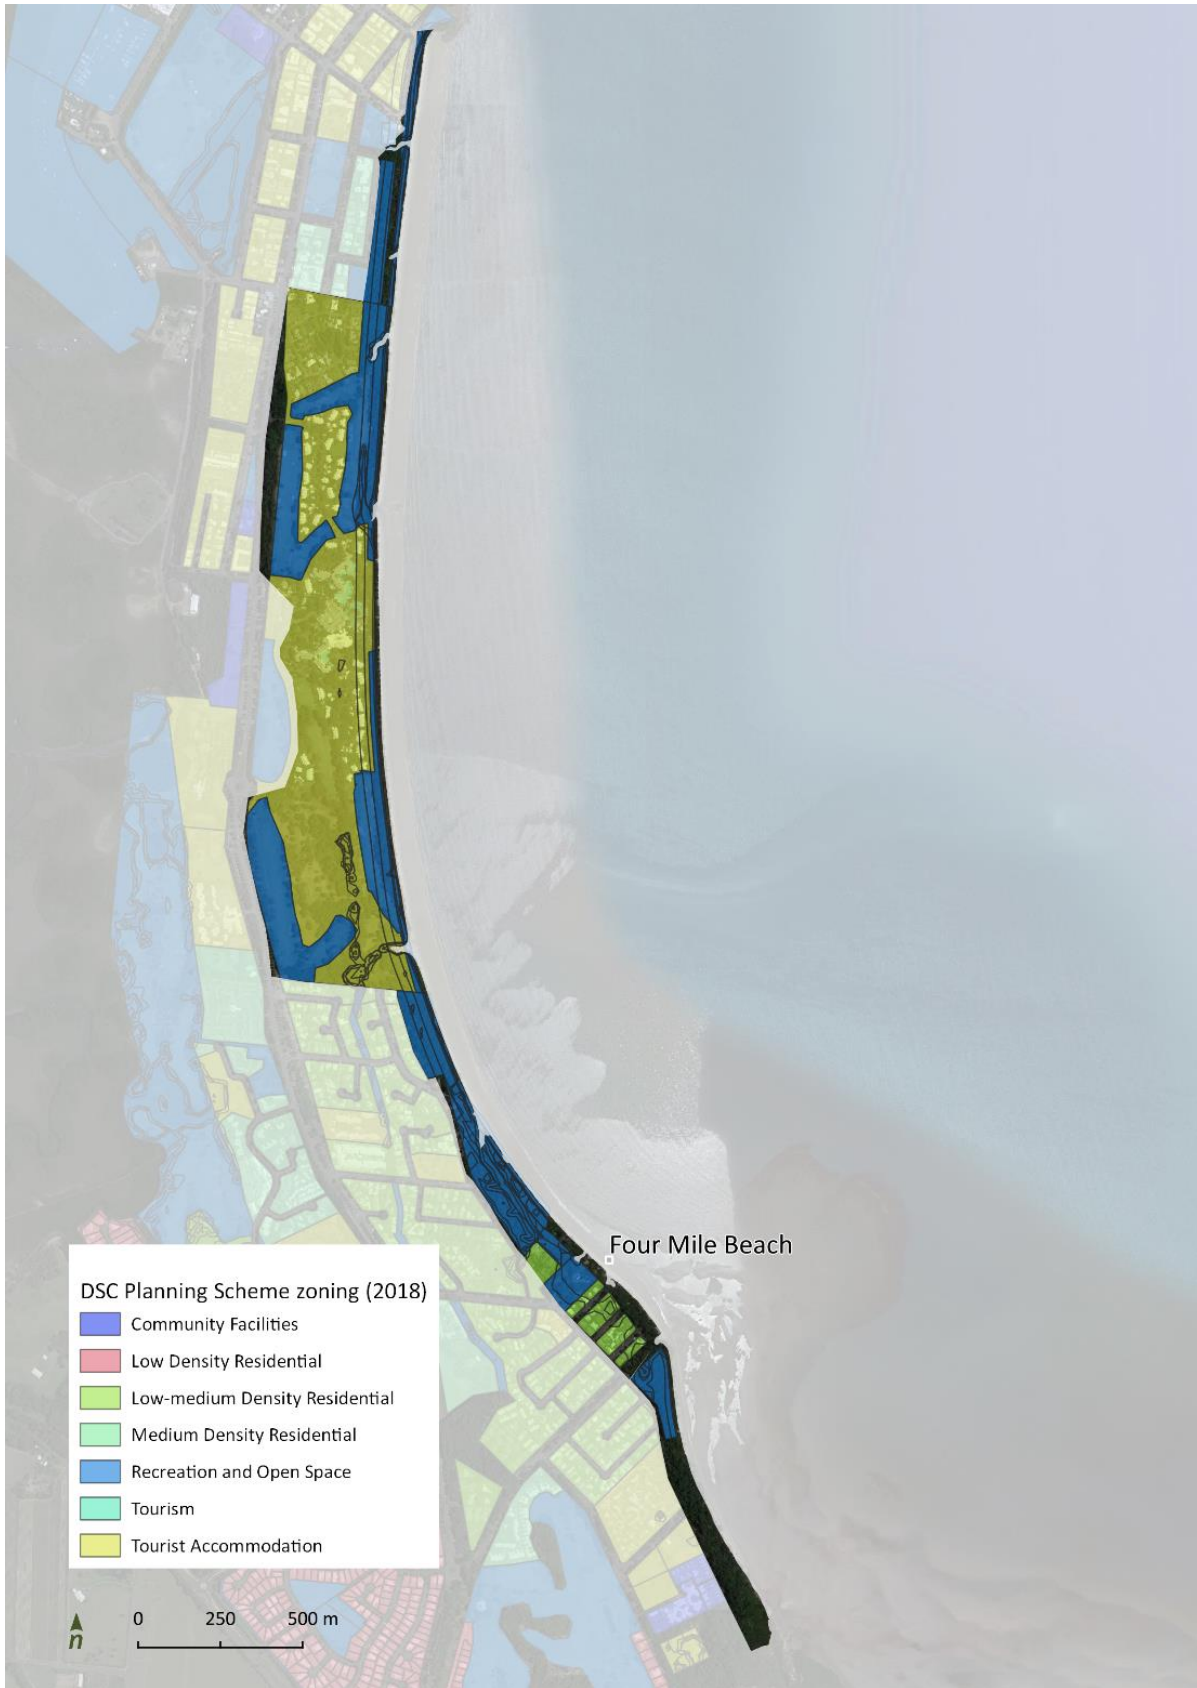 Four Mile Beach
DSC Planning Scheme zoning (2018)
Community Facilities
Low Density Residential
Low-medium Density Residential
Medium Density Residential
Recreation and Open Space
Tourism
Tourist Accommodation
n
0 250 500 m